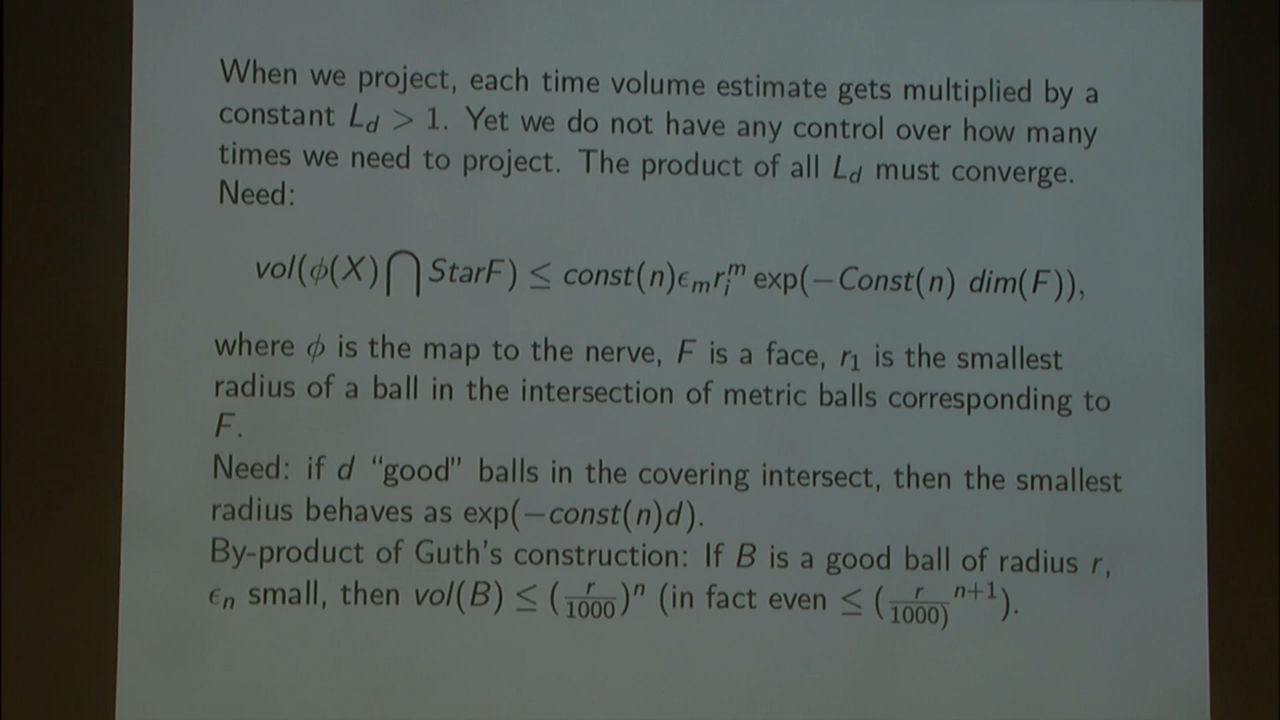 When we project, each time volume estimate gets multiplied by a
constant L_d > 1. Yet we do not have any control over how many
times we need to project. The product of all L_d must converge.
Need:
vol(ϕ(X) ⋂ StarF) ≤ const(n)ϵ_m r_i^m exp(−Const(n) dim(F)),
where ϕ is the map to the nerve, F is a face, r_1 is the smallest
radius of a ball in the intersection of metric balls corresponding to
F.
Need: if d “good” balls in the covering intersect, then the smallest
radius behaves as exp(−const(n)d).
By-product of Guth's construction: If B is a good ball of radius r,
ϵ_n small, then vol(B) ≤ (r/1000)^n (in fact even ≤ (r/1000)^{n+1}).